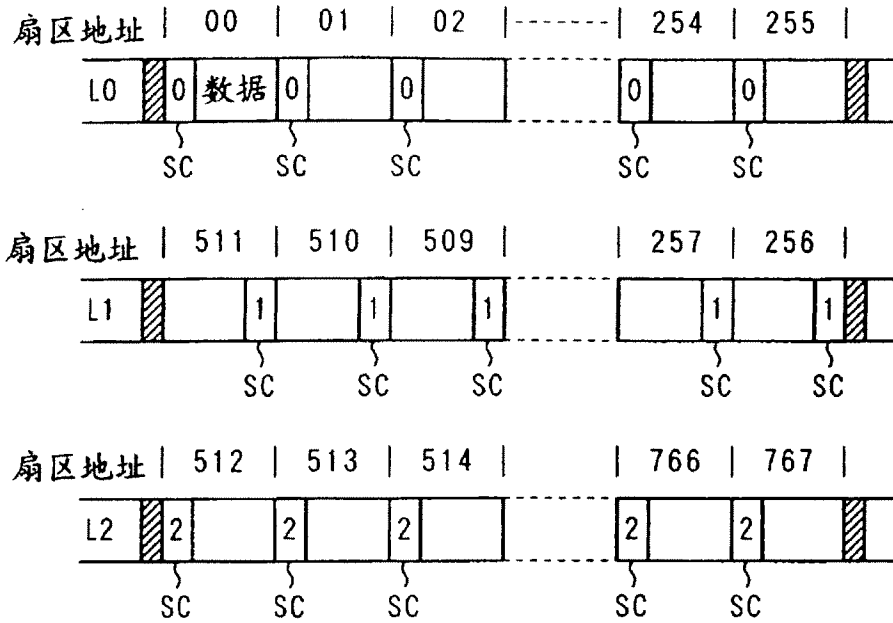 扇区地址 | 00 | 01 | 02 | 254 | 255 |
L0 0 数据 0 0 0 0
SC SC SC SC SC
扇区地址 | 511 | 510 | 509 | 257 | 256 |
L1 1 1 1 1 1
SC SC SC SC SC
扇区地址 | 512 | 513 | 514 | 766 | 767 |
L2 2 2 2 2 2
SC SC SC SC SC